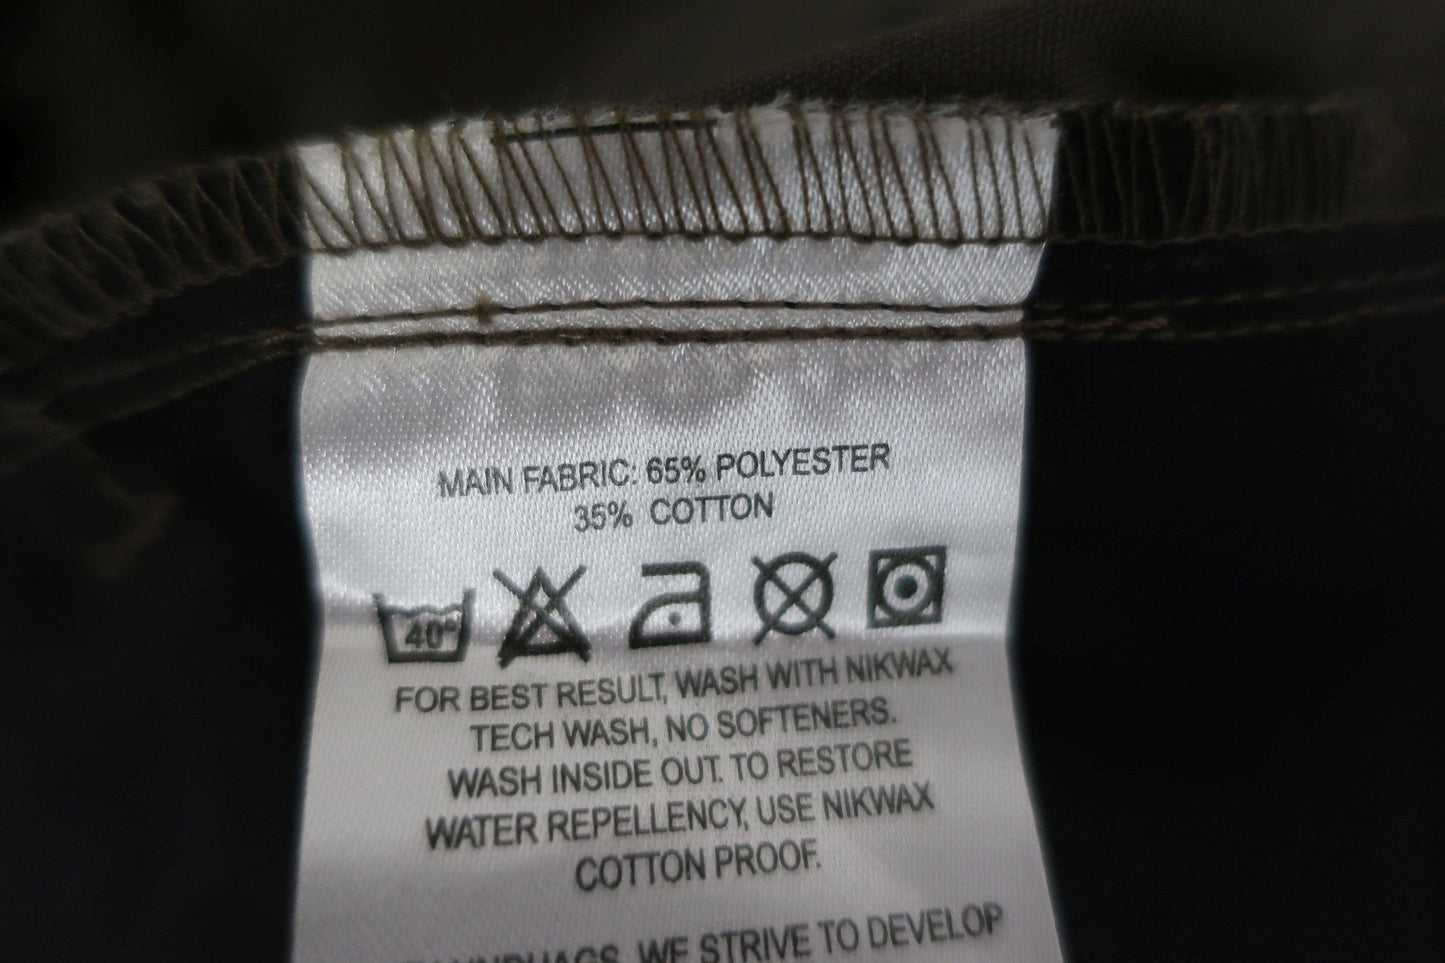 MAIN FABRIC: 65% POLYESTER
35% COTTON
40°
FOR BEST RESULT, WASH WITH NIKWAX
TECH WASH, NO SOFTENERS.
WASH INSIDE OUT. TO RESTORE
WATER REPELLENCY, USE NIKWAX
COTTON PROOF.
WE STRIVE TO DEVELOP